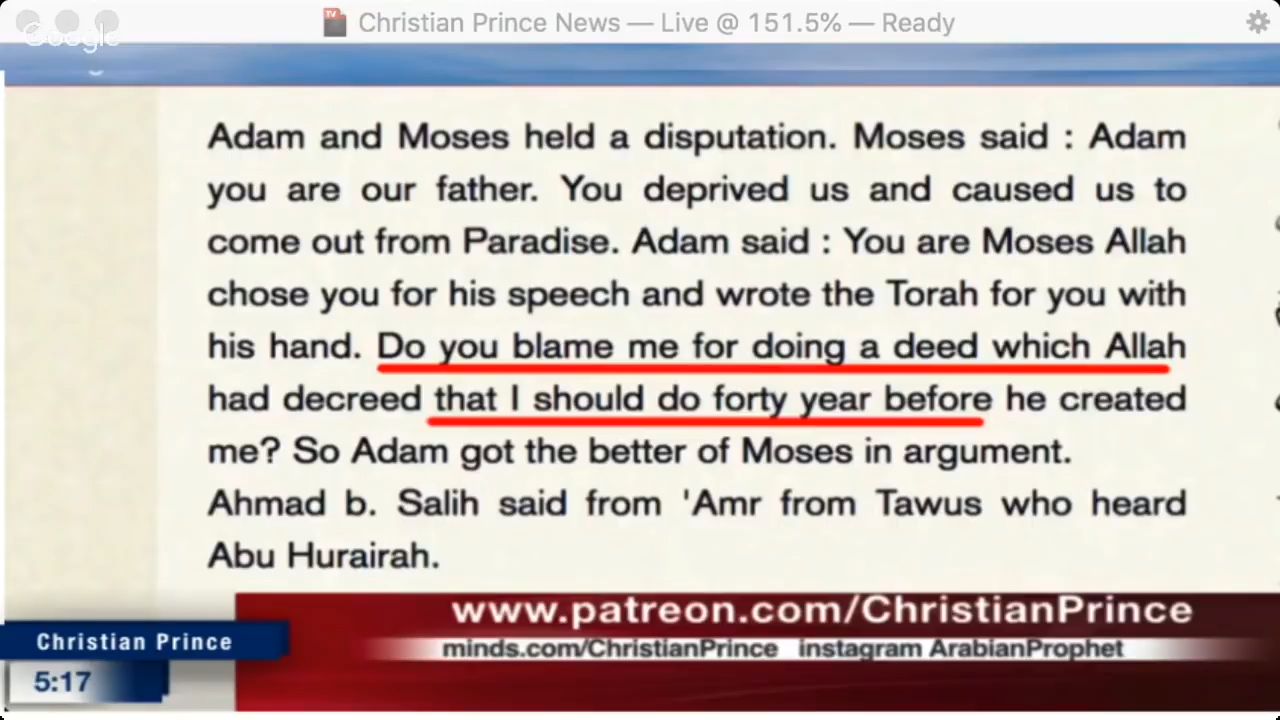 Christian Prince News — Live @ 151.5% — Ready
Google
Adam and Moses held a disputation. Moses said : Adam
you are our father. You deprived us and caused us to
come out from Paradise. Adam said : You are Moses Allah
chose you for his speech and wrote the Torah for you with
his hand. Do you blame me for doing a deed which Allah
had decreed that I should do forty year before he created
me? So Adam got the better of Moses in argument.
Ahmad b. Salih said from 'Amr from Tawus who heard
Abu Hurairah.
www.patreon.com/ChristianPrince
Christian Prince
minds.com/ChristianPrince instagram ArabianProphet
5:17